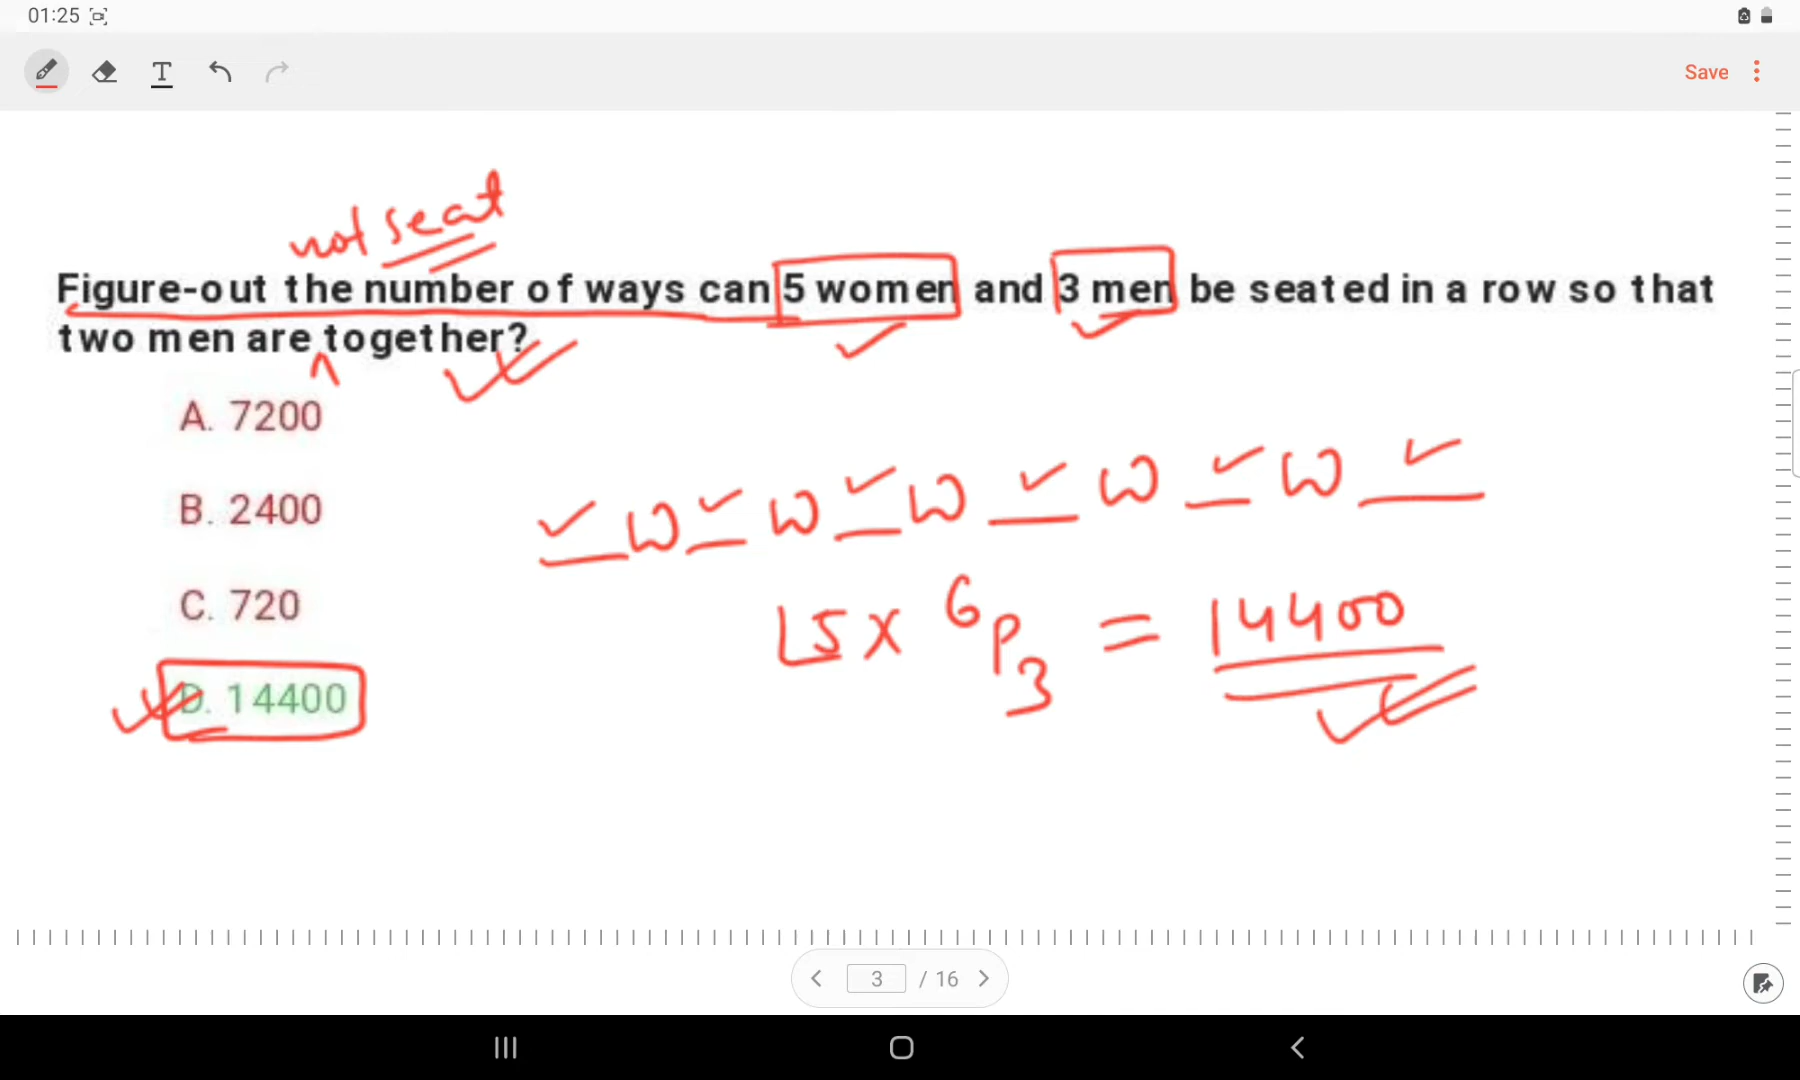 01:25
T
Save
not seat
Figure-out the number of ways can 5 women and 3 men be seated in a row so that
two men are together?
A. 7200
B. 2400
C. 720
D. 14400
W W W W W
5 x 6P3 = 14400
3 / 16